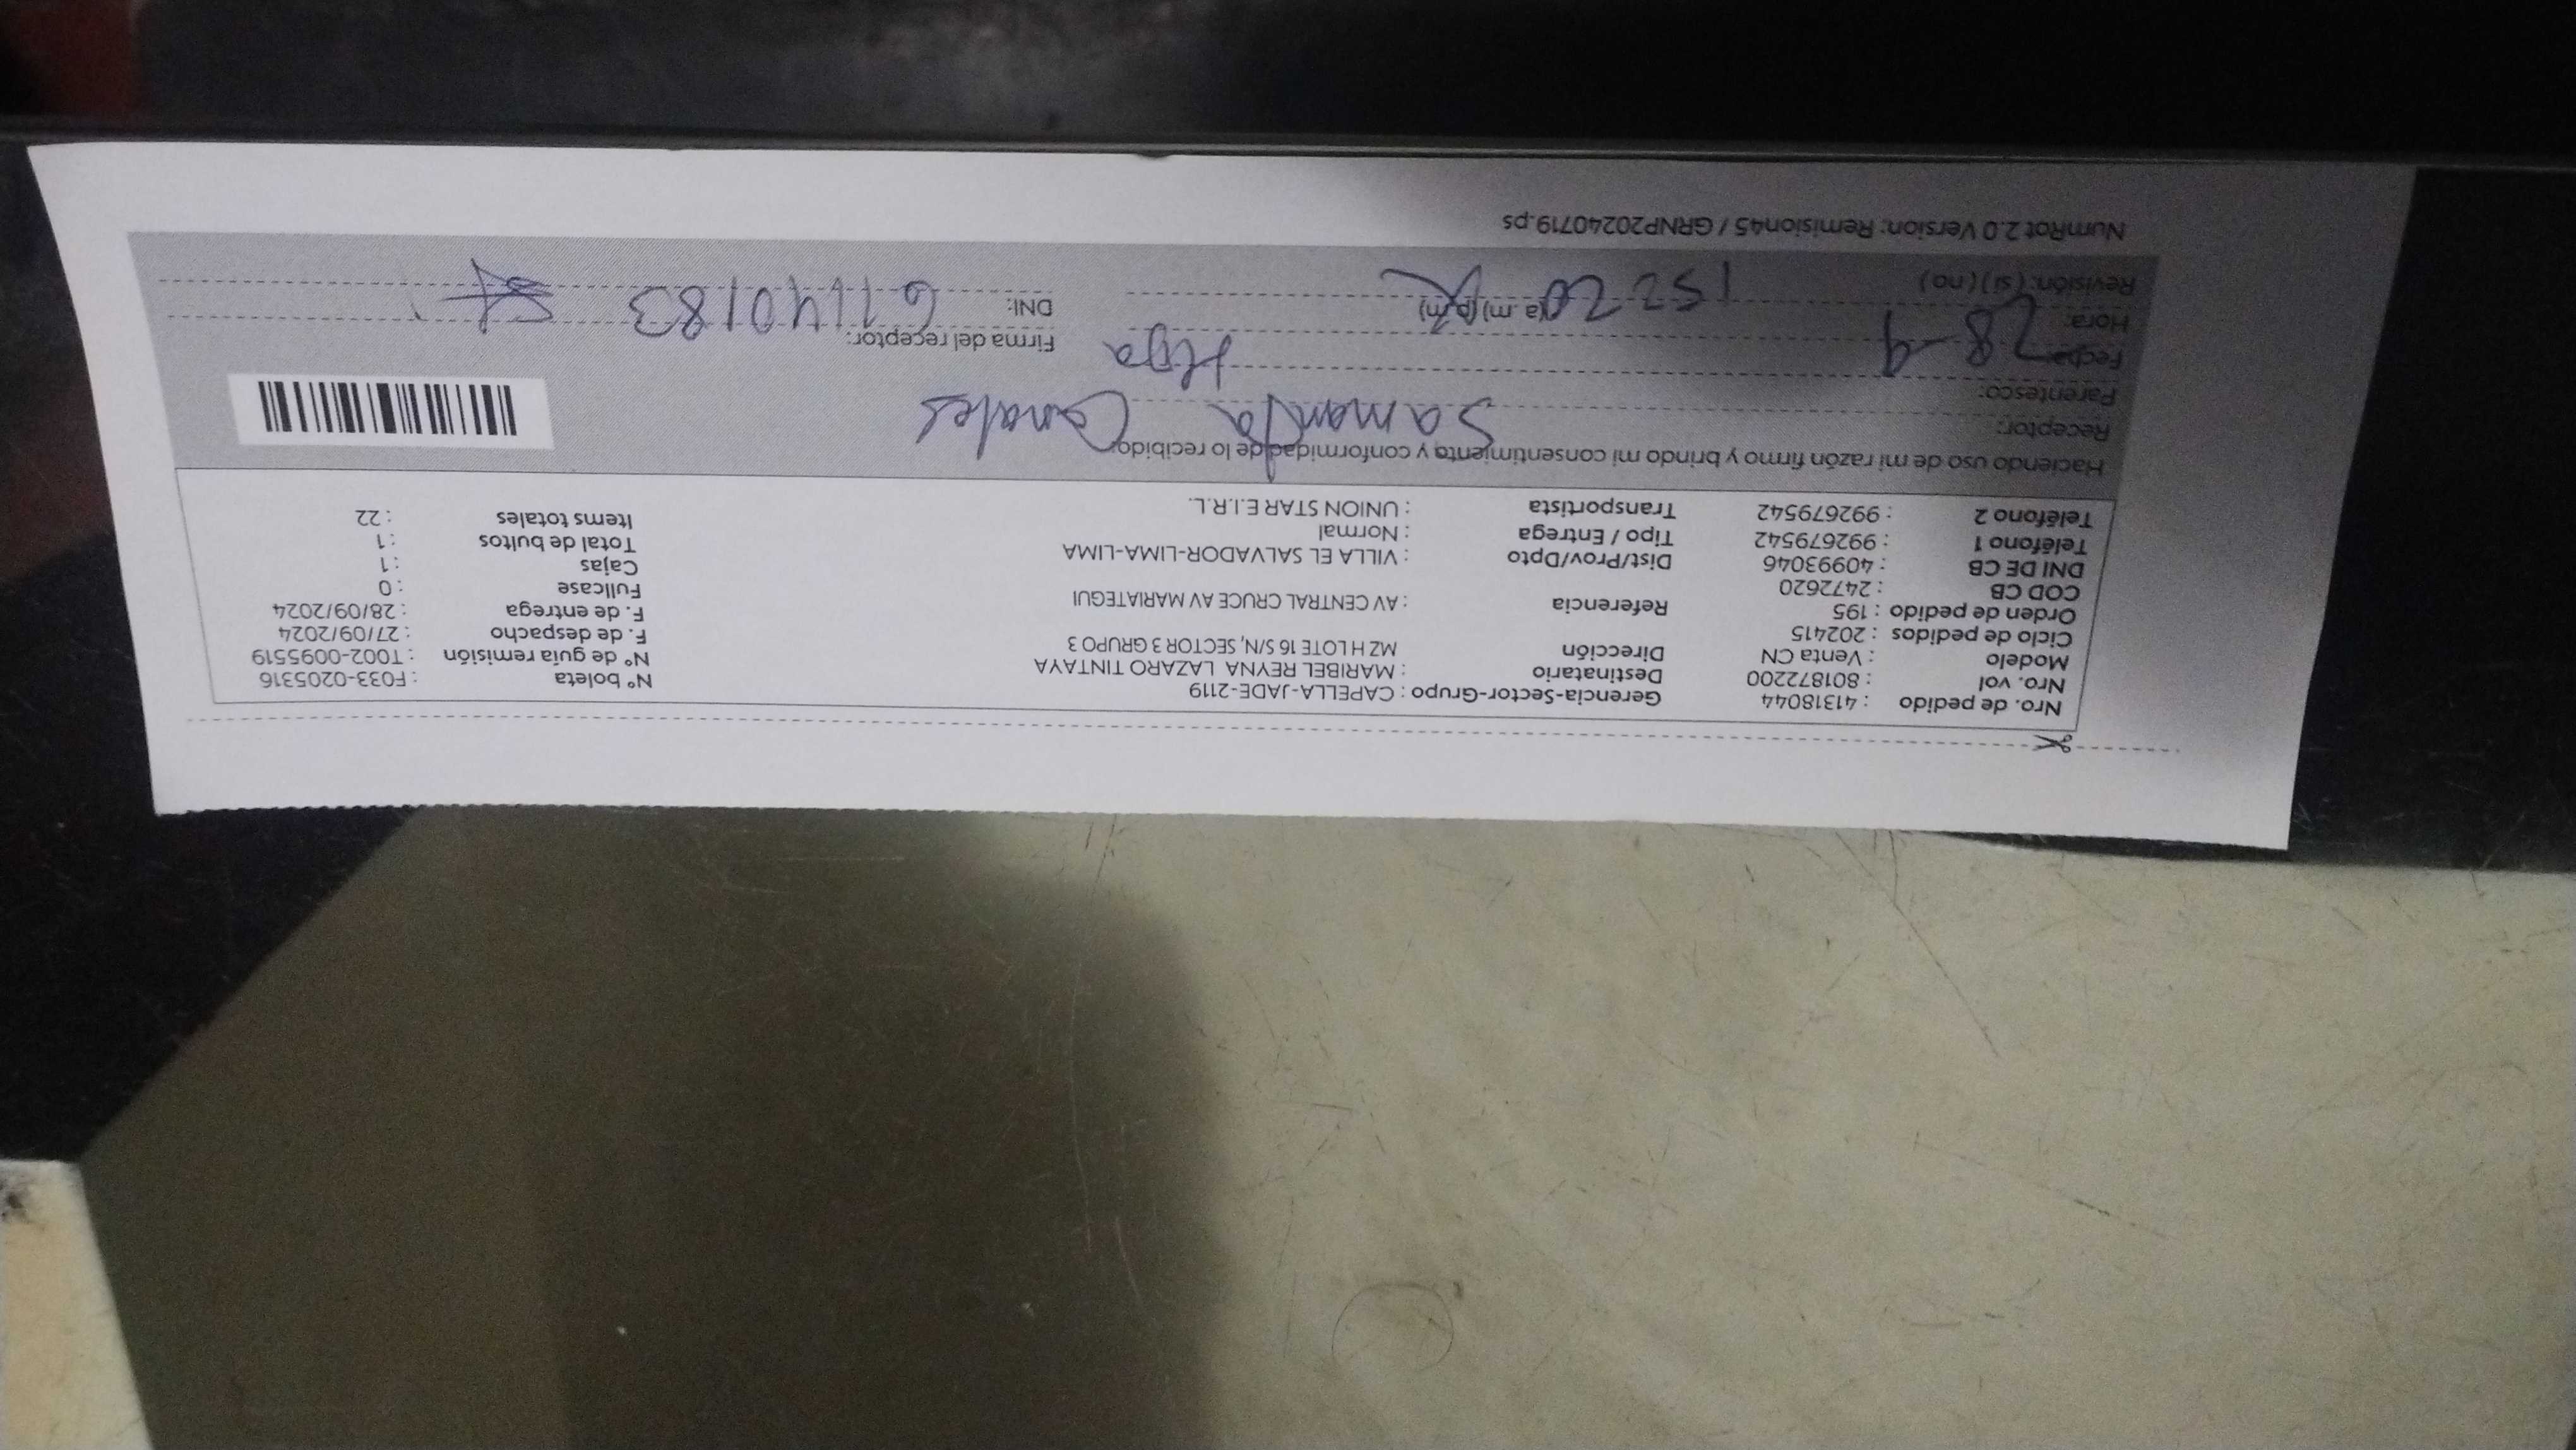 Nro. de pedido : 41318044 Gerencia-Sector-Grupo : CAPELLA-JADE-2119 N° boleta : F033-0205316
Nro. vol : 801872200 Destinatario : MARIBEL REYNA LAZARO TINTAYA N° de guía remisión : T002-0095519
Modelo : Venta CN Dirección MZ H LOTE 16 S/N, SECTOR 3 GRUPO 3 F. de despacho : 27/09/2024
Ciclo de pedidos : 202415 F. de entrega : 28/09/2024
Orden de pedido : 195 Referencia : AV CENTRAL CRUCE AV MARIATEGUI Fullcase : 0
COD CB : 2472620 Cajas : 1
DNI DE CB : 40993046 Dist/Prov/Dpto : VILLA EL SALVADOR-LIMA-LIMA Total de bultos : 1
Teléfono 1 : 992679542 Tipo / Entrega : Normal Items totales : 22
Teléfono 2 : 992679542 Transportista : UNION STAR E.I.R.L.
Haciendo uso de mi razón firmo y brindo mi consentimiento y conformidad de lo recibido.
Receptor: Samanta Canales
Parentesco: Hija
Fecha: 28-9 Firma del receptor:
Hora: (a.m) (p.m) DNI: 61140183
Revisión: (si) (no)
NumRot 2.0 Version: Remision45 / GRNP20240719.ps